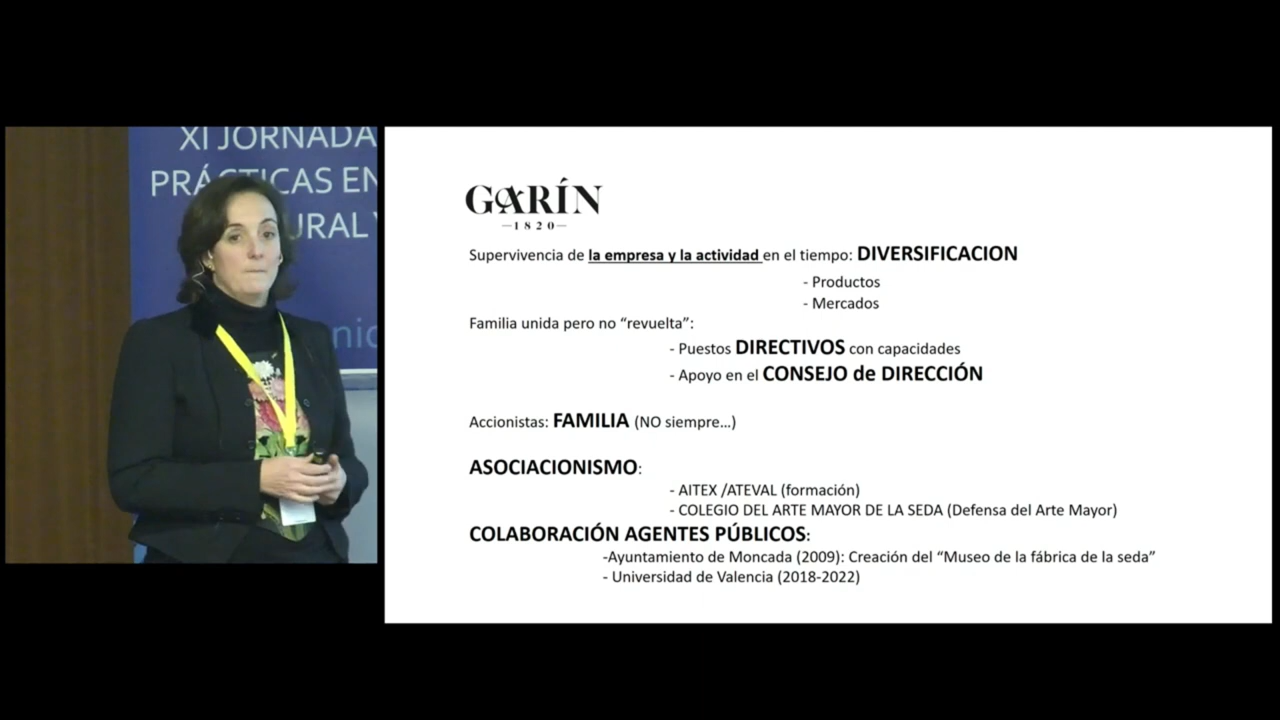 XI JORNADA
PRÁCTICAS EN
URAL Y
nic
GARÍN
—1820—
Supervivencia de la empresa y la actividad en el tiempo: DIVERSIFICACION
- Productos
- Mercados
Familia unida pero no “revuelta”:
- Puestos DIRECTIVOS con capacidades
- Apoyo en el CONSEJO de DIRECCIÓN
Accionistas: FAMILIA (NO siempre...)
ASOCIACIONISMO:
- AITEX /ATEVAL (formación)
- COLEGIO DEL ARTE MAYOR DE LA SEDA (Defensa del Arte Mayor)
COLABORACIÓN AGENTES PÚBLICOS:
-Ayuntamiento de Moncada (2009): Creación del “Museo de la fábrica de la seda”
- Universidad de Valencia (2018-2022)